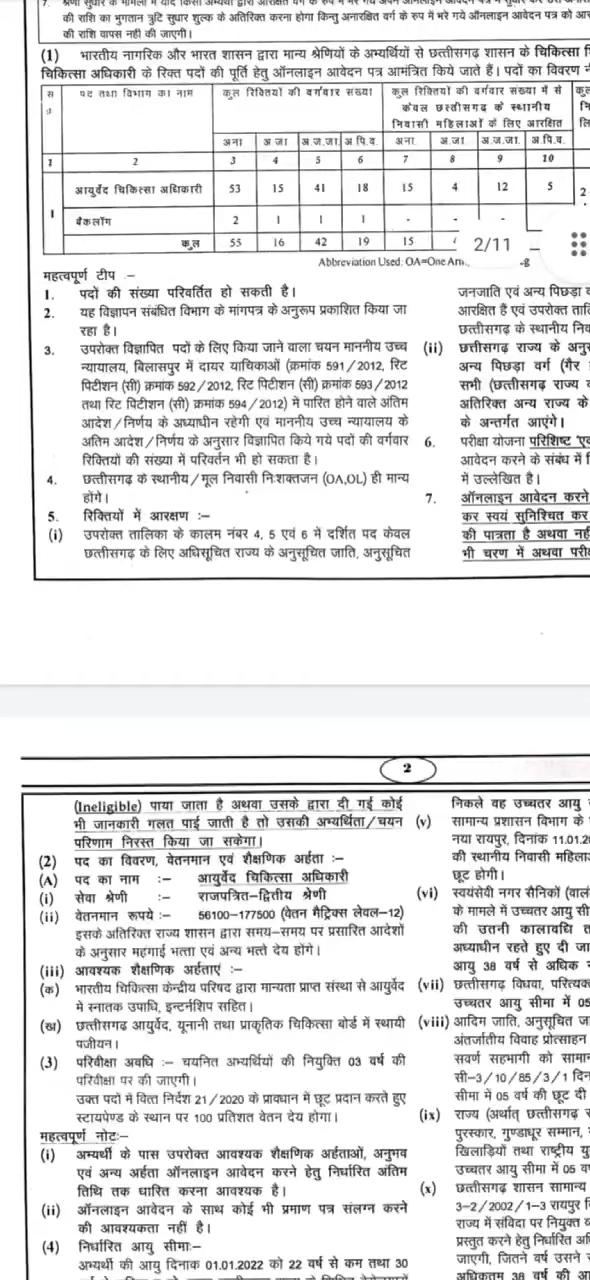 की राशि का भुगतान त्रुटि सुधार शुल्क के अतिरिक्त करना होगा किन्तु अनारक्षित वर्ग के रुप में भरे गये ऑनलाइन आवेदन पत्र को
की राशि वापस नही की जाएगी।
(1) भारतीय नागरिक और भारत शासन द्वारा मान्य श्रेणियों के अभ्यर्थियों से छत्तीसगढ़ शासन के चिकित्सा
चिकित्सा अधिकारी के रिक्त पदों की पूर्ति हेतु ऑनलाइन आवेदन पत्र आमंत्रित किये जाते हैं। पदों का विवरण
पद तथा विभाग का नाम कुल रिक्तियों की वर्गवार संख्या कुल रिक्तियों की वर्गवार संख्या में से
केवल छत्तीसगढ़ के स्थानीय
निवासी महिलाओं के लिए आरक्षित
अना अ.जा अ.ज.जा. अ.पि.व. अना. अ.जा. अ.ज.जा. अ.पि.व.
1 2 3 4 5 6 7 8 9 10
1 आयुर्वेद चिकित्सा अधिकारी 53 15 41 18 15 4 12 5 2
बैकलॉग 2 1 1 1 - - - -
कुल 55 16 42 19 15
2/11
Abbreviation Used: OA=One
महत्वपूर्ण टीप :–
1. पदों की संख्या परिवर्तित हो सकती है।
2. यह विज्ञापन संबंधित विभाग के मांगपत्र के अनुरूप प्रकाशित किया जा
रहा है।
3. उपरोक्त विज्ञापित पदों के लिए किया जाने वाला चयन माननीय उच्च
न्यायालय, बिलासपुर में दायर याचिकाओं (क्रमांक 591/2012, रिट
पिटीशन (सी) क्रमांक 592/2012, रिट पिटीशन (सी) क्रमांक 593/2012
तथा रिट पिटीशन (सी) क्रमांक 594/2012) में पारित होने वाले अंतिम
आदेश/निर्णय के अध्याधीन रहेगी एवं माननीय उच्च न्यायालय के
अंतिम आदेश/निर्णय के अनुसार विज्ञापित किये गये पदों की वर्गवार
रिक्तियों की संख्या में परिवर्तन भी हो सकता है।
4. छत्तीसगढ़ के स्थानीय/मूल निवासी निःशक्तजन (OA,OL) ही मान्य
होंगे।
5. रिक्तियों में आरक्षण :–
(i) उपरोक्त तालिका के कालम नंबर 4, 5 एवं 6 में दर्शित पद केवल
छत्तीसगढ़ के लिए अधिसूचित राज्य के अनुसूचित जाति, अनुसूचित
जनजाति एवं अन्य पिछड़ा
आरक्षित हैं एवं उपरोक्त
छत्तीसगढ़ के स्थानीय
(ii) छत्तीसगढ़ राज्य के
अन्य पिछड़ा वर्ग (गैर
सभी (छत्तीसगढ़ राज्य
अतिरिक्त अन्य राज्य के
के अन्तर्गत आएंगे।
6. परीक्षा योजना परिशिष्ट
आवेदन करने के संबंध में
में उल्लेखित है।
7. ऑनलाइन आवेदन करने
कर स्वयं सुनिश्चित कर
की पात्रता है अथवा
भी चरण में अथवा
2
(Ineligible) पाया जाता है अथवा उसके द्वारा दी गई कोई
भी जानकारी गलत पाई जाती है तो उसकी अभ्यर्थिता/चयन
परिणाम निरस्त किया जा सकेगा।
(2) पद का विवरण, वेतनमान एवं शैक्षणिक अर्हता :–
(A) पद का नाम :– आयुर्वेद चिकित्सा अधिकारी
(i) सेवा श्रेणी :– राजपत्रित–द्वितीय श्रेणी
(ii) वेतनमान रूपये :– 56100–177500 (वेतन मैट्रिक्स लेवल–12)
इसके अतिरिक्त राज्य शासन द्वारा समय–समय पर प्रसारित आदेशों
के अनुसार महंगाई भत्ता एवं अन्य भत्ते देय होंगे।
(iii) आवश्यक शैक्षणिक अर्हताएं :–
(क) भारतीय चिकित्सा केन्द्रीय परिषद द्वारा मान्यता प्राप्त संस्था से आयुर्वेद
में स्नातक उपाधि, इन्टर्नशिप सहित।
(ख) छत्तीसगढ़ आयुर्वेद, यूनानी तथा प्राकृतिक चिकित्सा बोर्ड में स्थायी
पंजीयन।
(3) परिवीक्षा अवधि :– चयनित अभ्यर्थियों की नियुक्ति 03 वर्ष की
परिवीक्षा पर की जाएगी।
उक्त पदों में वित्त निर्देश 21/2020 के प्रावधान में छूट प्रदान करते हुए
स्टायपेण्ड के स्थान पर 100 प्रतिशत वेतन देय होगा।
महत्वपूर्ण नोटः–
(i) अभ्यर्थी के पास उपरोक्त आवश्यक शैक्षणिक अर्हताओं, अनुभव
एवं अन्य अर्हता ऑनलाइन आवेदन करने हेतु निर्धारित अंतिम
तिथि तक धारित करना आवश्यक है।
(ii) ऑनलाइन आवेदन के साथ कोई भी प्रमाण पत्र संलग्न करने
की आवश्यकता नहीं है।
(4) निर्धारित आयु सीमाः–
अभ्यर्थी की आयु दिनाक 01.01.2022 को 22 वर्ष से कम तथा 30
निकले वह उच्चतर आयु
(v) सामान्य प्रशासन विभाग के
नया रायपुर, दिनांक 11.01.2
की स्थानीय निवासी
छूट होगी।
(vi) स्वयंसेवी नगर सैनिकों
के मामले में उच्चतर आयु
की उतनी कालावधि
अध्याधीन रहते हुए दी
आयु 38 वर्ष से अधिक
(vii) छत्तीसगढ़ विधवा,
उच्चतर आयु सीमा में 05
(viii) आदिम जाति, अनुसूचित
अंतर्जातीय विवाह प्रोत्साहन
सवर्ण सहभागी को
सी–3/10/85/3/1
सीमा में 05 वर्ष की छूट दी
(ix) राज्य (अर्थात् छत्तीसगढ़
पुरस्कार, गुण्डाधूर सम्मान,
खिलाड़ियों तथा राष्ट्रीय
उच्चतर आयु सीमा में 05
(x) छत्तीसगढ़ शासन सामान्य
3–2/2002/1–3 रायपुर
राज्य में संविदा पर नियुक्त
प्रस्तुत करने हेतु निर्धारित
जाएगी, जितने वर्ष उसने
अधिकतम 38 वर्ष की